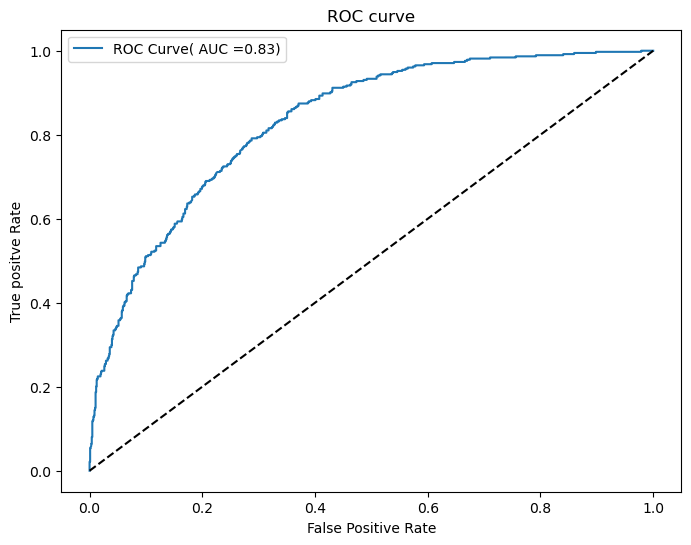 ROC curve
ROC Curve( AUC =0.83)
True positve Rate
1.0
0.8
0.6
0.4
0.2
0.0
0.0 0.2 0.4 0.6 0.8 1.0
False Positive Rate